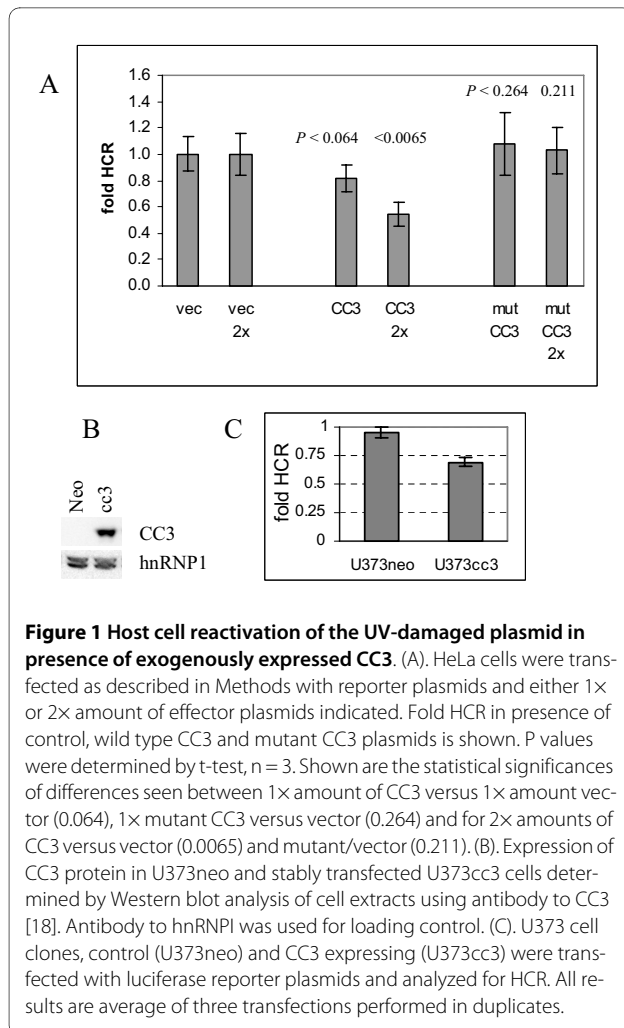 A
fold HCR
1.6
1.4
1.2
1.0
0.8
0.6
0.4
0.2
0.0
P < 0.064 <0.0065
P < 0.264 0.211
vec
vec 2x
CC3
CC3 2x
mut CC3
mut CC3 2x
B
Neo
cc3
CC3
hnRNP1
C
fold HCR
1
0.75
0.5
0.25
0
U373neo
U373cc3
Figure 1 Host cell reactivation of the UV-damaged plasmid in
presence of exogenously expressed CC3. (A). HeLa cells were trans-
fected as described in Methods with reporter plasmids and either 1×
or 2× amount of effector plasmids indicated. Fold HCR in presence of
control, wild type CC3 and mutant CC3 plasmids is shown. P values
were determined by t-test, n = 3. Shown are the statistical significances
of differences seen between 1× amount of CC3 versus 1× amount vec-
tor (0.064), 1× mutant CC3 versus vector (0.264) and for 2× amounts of
CC3 versus vector (0.0065) and mutant/vector (0.211). (B). Expression of
CC3 protein in U373neo and stably transfected U373cc3 cells deter-
mined by Western blot analysis of cell extracts using antibody to CC3
[18]. Antibody to hnRNPI was used for loading control. (C). U373 cell
clones, control (U373neo) and CC3 expressing (U373cc3) were trans-
fected with luciferase reporter plasmids and analyzed for HCR. All re-
sults are average of three transfections performed in duplicates.